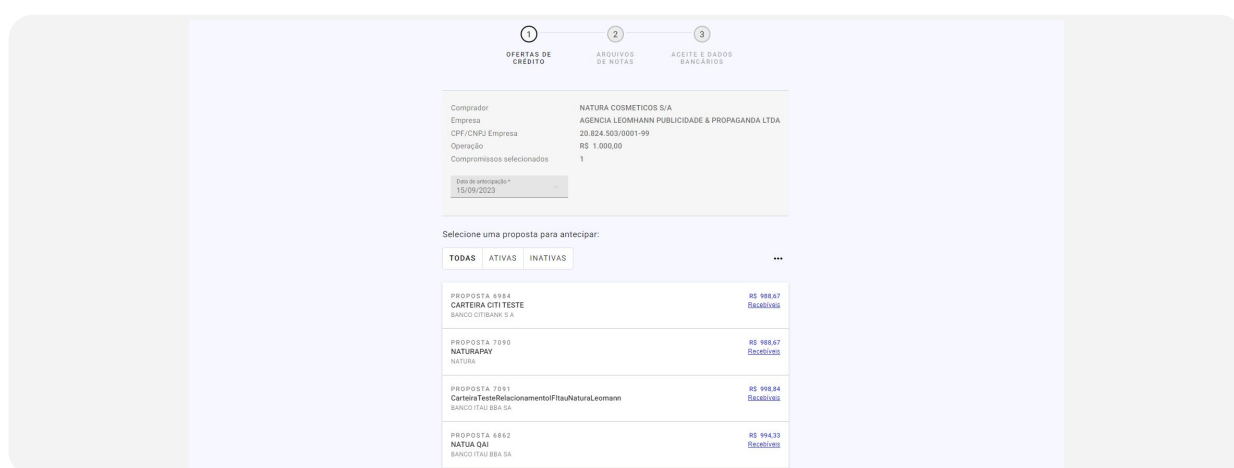 1
2
3
OFERTAS DE
CRÉDITO
ARQUIVOS
DE NOTAS
ACEITE E DADOS
BANCÁRIOS
Comprador NATURA COSMETICOS S/A
Empresa AGENCIA LEOMHANN PUBLICIDADE & PROPAGANDA LTDA
CPF/CNPJ Empresa 20.824.503/0001-99
Operação R$ 1.000,00
Compromissos selecionados 1
Data de antecipação *
15/09/2023
Selecione uma proposta para antecipar:
TODAS ATIVAS INATIVAS
PROPOSTA 6984 R$ 988,67
CARTEIRA CITI TESTE Recebíveis
BANCO CITIBANK S A
PROPOSTA 7090 R$ 988,67
NATURAPAY Recebíveis
NATURA
PROPOSTA 7091 R$ 998,84
CarteiraTesteRelacionamentoIFItauNaturaLeomann Recebíveis
BANCO ITAU BBA SA
PROPOSTA 6862 R$ 994,33
NATUA QAI Recebíveis
BANCO ITAU BBA SA